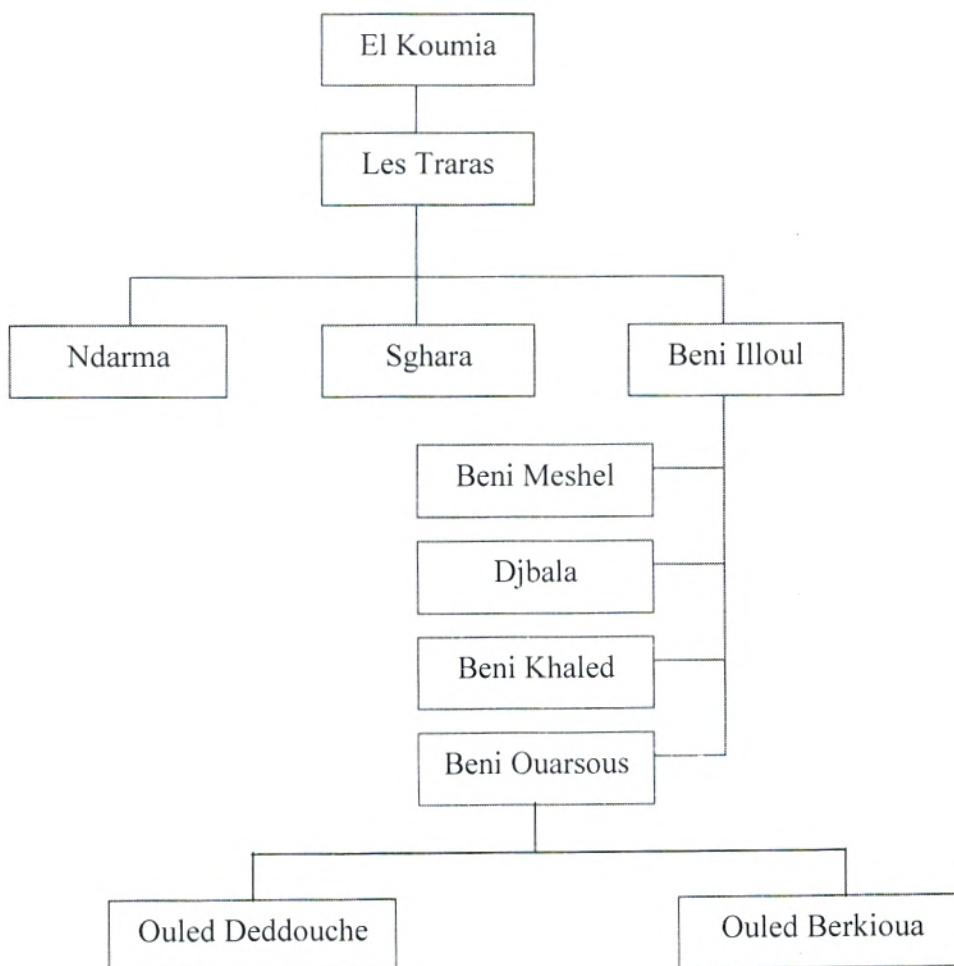 El Koumia
Les Traras
Ndarma
Sghara
Beni Illoul
Beni Meshel
Djbala
Beni Khaled
Beni Ouarsous
Ouled Deddouche
Ouled Berkioua